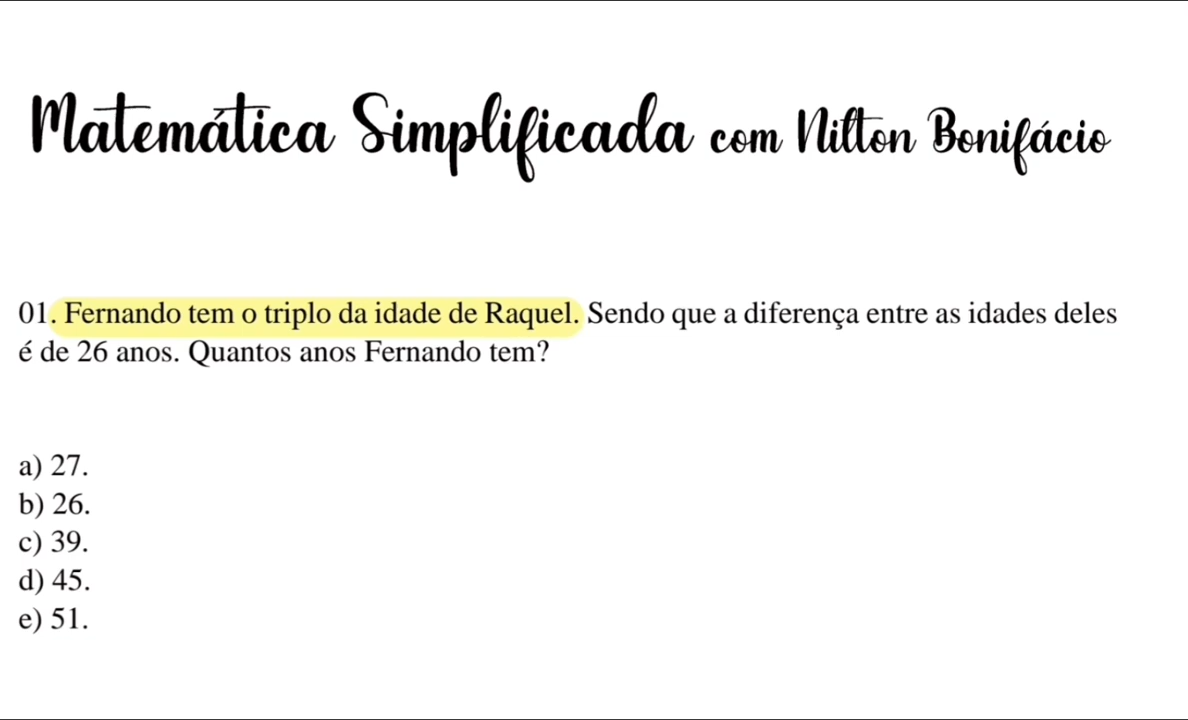 Matemática Simplificada com Nilton Bonifácio
01. Fernando tem o triplo da idade de Raquel. Sendo que a diferença entre as idades deles
é de 26 anos. Quantos anos Fernando tem?
a) 27.
b) 26.
c) 39.
d) 45.
e) 51.